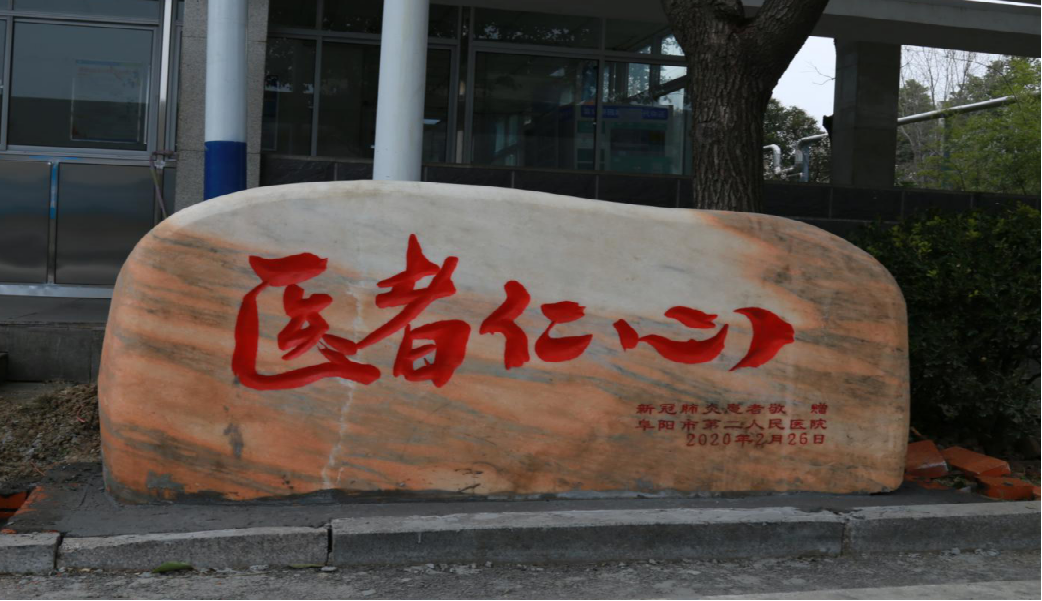 医者仁心
新冠肺炎患者敬 赠
阜阳市第二人民医院
2020年2月26日